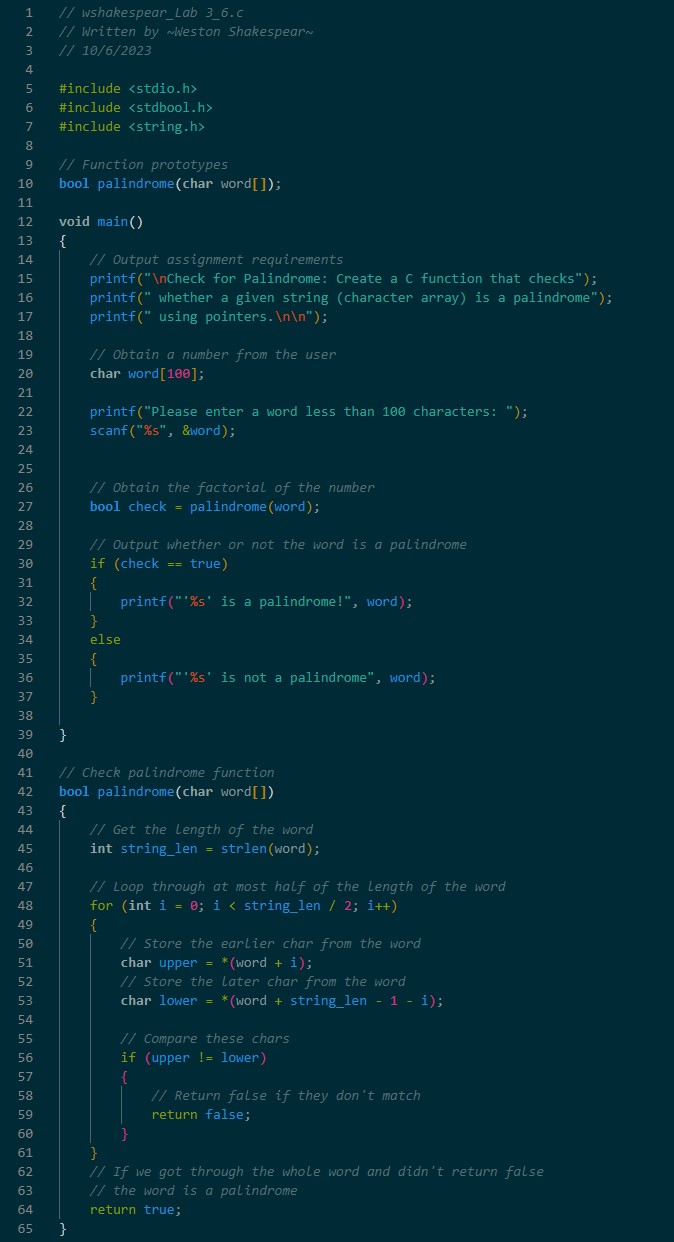 1 // wshakespear_Lab 3_6.c
2 // Written by ~Weston Shakespear~
3 // 10/6/2023
4
5 #include <stdio.h>
6 #include <stdbool.h>
7 #include <string.h>
8
9 // Function prototypes
10 bool palindrome(char word[]);
11
12 void main()
13 {
14     // Output assignment requirements
15     printf("\nCheck for Palindrome: Create a C function that checks");
16     printf(" whether a given string (character array) is a palindrome");
17     printf(" using pointers.\n\n");
18
19     // Obtain a number from the user
20     char word[100];
21
22     printf("Please enter a word less than 100 characters: ");
23     scanf("%s", &word);
24
25
26     // Obtain the factorial of the number
27     bool check = palindrome(word);
28
29     // Output whether or not the word is a palindrome
30     if (check == true)
31     {
32         printf("'%s' is a palindrome!", word);
33     }
34     else
35     {
36         printf("'%s' is not a palindrome", word);
37     }
38
39 }
40
41 // Check palindrome function
42 bool palindrome(char word[])
43 {
44     // Get the length of the word
45     int string_len = strlen(word);
46
47     // Loop through at most half of the length of the word
48     for (int i = 0; i < string_len / 2; i++)
49     {
50         // Store the earlier char from the word
51         char upper = *(word + i);
52         // Store the later char from the word
53         char lower = *(word + string_len - 1 - i);
54
55         // Compare these chars
56         if (upper != lower)
57         {
58             // Return false if they don't match
59             return false;
60         }
61     }
62     // If we got through the whole word and didn't return false
63     // the word is a palindrome
64     return true;
65 }